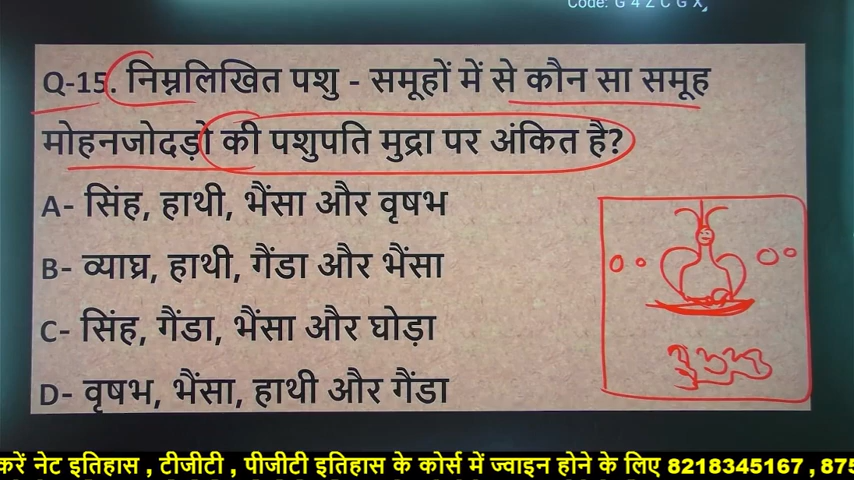 Code: G 4 Z C G X
Q-15. निम्नलिखित पशु - समूहों में से कौन सा समूह
मोहनजोदड़ो की पशुपति मुद्रा पर अंकित है?
A- सिंह, हाथी, भैंसा और वृषभ
B- व्याघ्र, हाथी, गैंडा और भैंसा
C- सिंह, गैंडा, भैंसा और घोड़ा
D- वृषभ, भैंसा, हाथी और गैंडा
करें नेट इतिहास , टीजीटी , पीजीटी इतिहास के कोर्स में ज्वाइन होने के लिए 8218345167 , 875